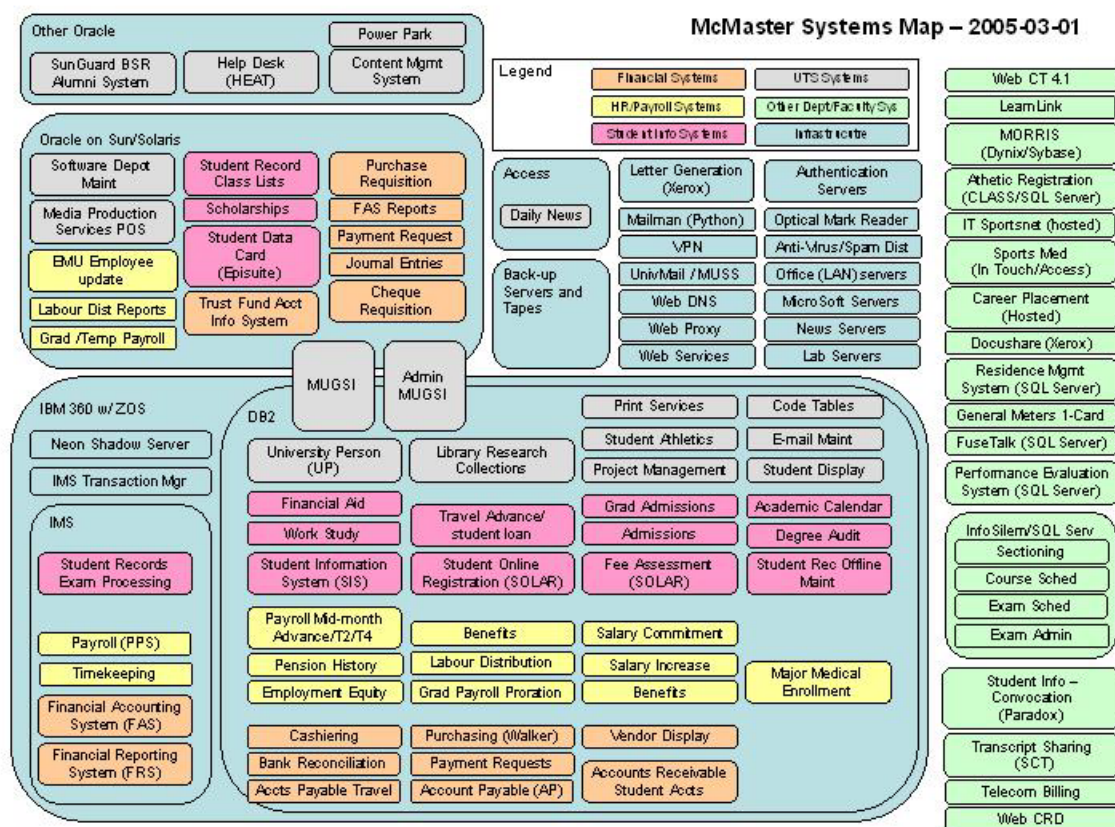 McMaster Systems Map – 2005-03-01
Other Oracle
Power Park
SunGuard BSR
Alumni System
Help Desk
(HEAT)
Content Mgmt
System
Legend
Financial Systems
UTS Systems
HR/Payroll Systems
Other Dept/Faculty Sys
Student Info Systems
Infrastrucutre
Oracle on Sun/Solaris
Software Depot
Maint
Student Record
Class Lists
Purchase
Requisition
Media Production
Services POS
Scholarships
FAS Reports
Student Data
Card
(Episuite)
Payment Request
EMU Employee
update
Journal Entries
Labour Dist Reports
Trust Fund Acct
Info System
Cheque
Requisition
Grad /Temp Payroll
Access
Daily News
Back-up
Servers and
Tapes
Letter Generation
(Xerox)
Mailman (Python)
VPN
UnivMail / MUSS
Web DNS
Web Proxy
Web Services
Authentication
Servers
Optical Mark Reader
Anti-Virus/Spam Dist
Office (LAN) servers
MicroSoft Servers
News Servers
Lab Servers
MUGSI
Admin
MUGSI
IBM 360 w/ZOS
Neon Shadow Server
IMS Transaction Mgr
IMS
Student Records
Exam Processing
Payroll (PPS)
Timekeeping
Financial Accounting
System (FAS)
Financial Reporting
System (FRS)
DB2
Print Services
Code Tables
University Person
(UP)
Library Research
Collections
Student Athletics
E-mail Maint
Project Management
Student Display
Financial Aid
Travel Advance/
student loan
Grad Admissions
Academic Calendar
Work Study
Admissions
Degree Audit
Student Information
System (SIS)
Student Online
Registration (SOLAR)
Fee Assessment
(SOLAR)
Student Rec Offline
Maint
Payroll Mid-month
Advance/T2/T4
Benefits
Salary Commitment
Pension History
Labour Distribution
Salary Increase
Major Medical
Enrollment
Employment Equity
Grad Payroll Proration
Benefits
Cashiering
Purchasing (Walker)
Vendor Display
Bank Reconciliation
Payment Requests
Accounts Receivable
Student Accts
Accts Payable Travel
Account Payable (AP)
Web CT 4.1
LearnLink
MORRIS
(Dynix/Sybase)
Athetic Registration
(CLASS/SQL Server)
IT Sportsnet (hosted)
Sports Med
(In Touch/Access)
Career Placement
(Hosted)
Docushare (Xerox)
Residence Mgmt
System (SQL Server)
General Meters 1-Card
FuseTalk (SQL Server)
Performance Evaluation
System (SQL Server)
InfoSilem/SQL Serv
Sectioning
Course Sched
Exam Sched
Exam Admin
Student Info –
Convocation
(Paradox)
Transcript Sharing
(SCT)
Telecom Billing
Web CRD